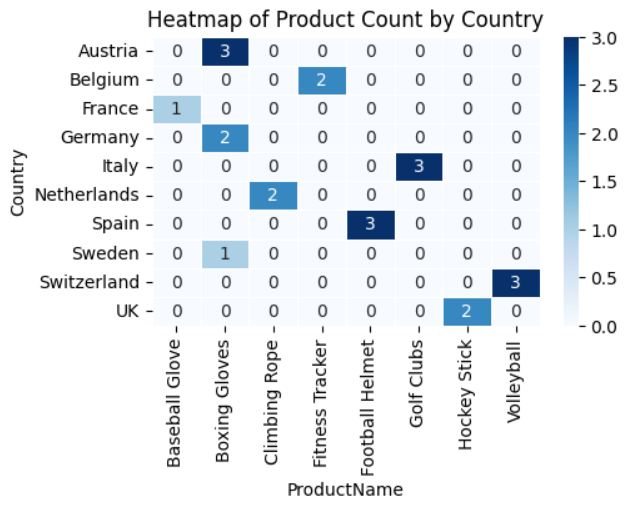 Heatmap of Product Count by Country
Country
Austria 0 3 0 0 0 0 0 0
Belgium 0 0 0 2 0 0 0 0
France 1 0 0 0 0 0 0 0
Germany 0 2 0 0 0 0 0 0
Italy 0 0 0 0 0 3 0 0
Netherlands 0 0 2 0 0 0 0 0
Spain 0 0 0 0 3 0 0 0
Sweden 0 1 0 0 0 0 0 0
Switzerland 0 0 0 0 0 0 0 3
UK 0 0 0 0 0 0 2 0
Baseball Glove
Boxing Gloves
Climbing Rope
Fitness Tracker
Football Helmet
Golf Clubs
Hockey Stick
Volleyball
ProductName
3.0
2.5
2.0
1.5
1.0
0.5
0.0